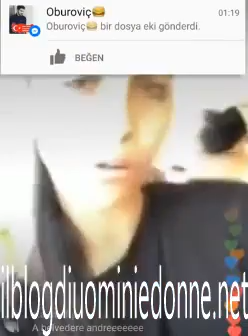 Oburoviç🍔
01:19
Oburoviç🍔 bir dosya eki gönderdi.
BEĞEN
ilblogdiuominiedonne.net
A belvedere andreeeeeee